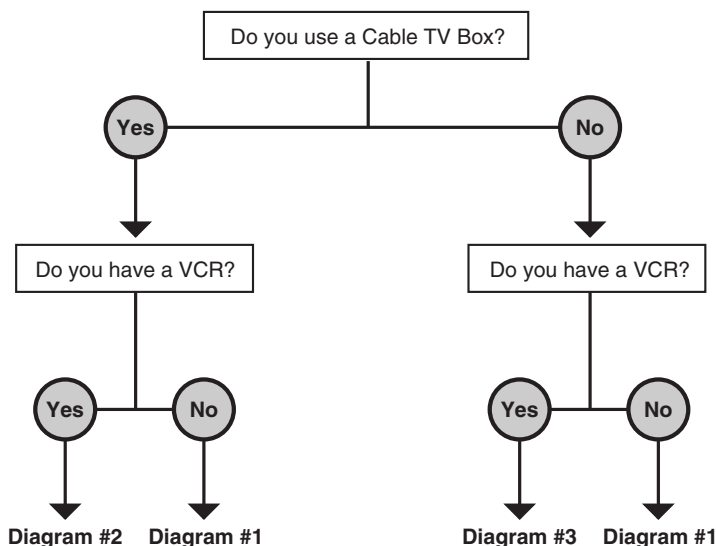 Do you use a Cable TV Box?
Yes
No
Do you have a VCR?
Do you have a VCR?
Yes
No
Yes
No
Diagram #2
Diagram #1
Diagram #3
Diagram #1